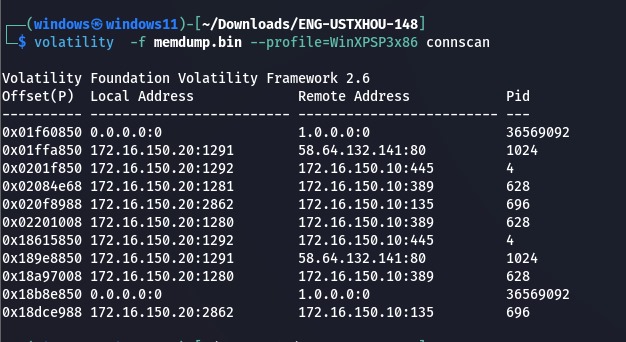 (windows㉿windows11)-[~/Downloads/ENG-USTXHOU-148]
$ volatility -f memdump.bin --profile=WinXPSP3x86 connscan
Volatility Foundation Volatility Framework 2.6
Offset(P) Local Address Remote Address Pid
---------- ------------------------- ------------------------- ---
0x01f60850 0.0.0.0:0 1.0.0.0:0 36569092
0x01ffa850 172.16.150.20:1291 58.64.132.141:80 1024
0x0201f850 172.16.150.20:1292 172.16.150.10:445 4
0x02084e68 172.16.150.20:1281 172.16.150.10:389 628
0x020f8988 172.16.150.20:2862 172.16.150.10:135 696
0x02201008 172.16.150.20:1280 172.16.150.10:389 628
0x18615850 172.16.150.20:1292 172.16.150.10:445 4
0x189e8850 172.16.150.20:1291 58.64.132.141:80 1024
0x18a97008 172.16.150.20:1280 172.16.150.10:389 628
0x18b8e850 0.0.0.0:0 1.0.0.0:0 36569092
0x18dce988 172.16.150.20:2862 172.16.150.10:135 696